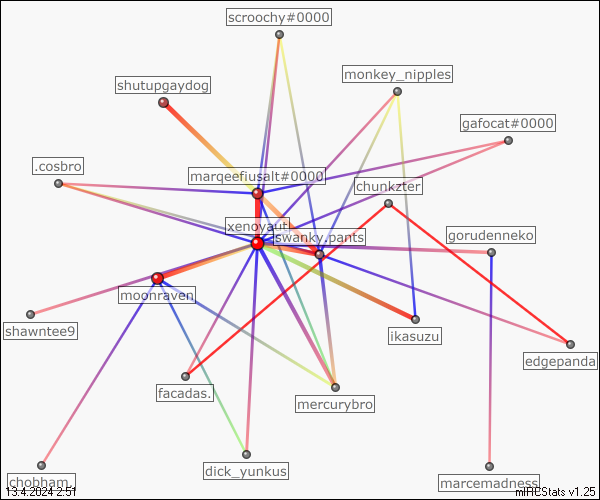 scroochy#0000
monkey_nipples
shutupgaydog
gafocat#0000
.cosbro
marqeefiusalt#0000
chunkzter
xenoyaut
swanky.pants
gorudenneko
moonraven
shawntee9
ikasuzu
edgepanda
facadas.
mercurybro
dick_yunkus
chobham.
marcemadness
13.4.2024 2:51
mIRCStats v1.25